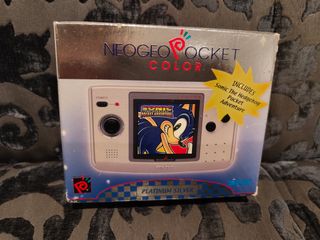 NEOGEO POCKET
COLOR
INCLUDES
Sonic The Hedgehog
Pocket
Adventure
SONIC
POCKET ADVENTURE
PLATINUM SILVER